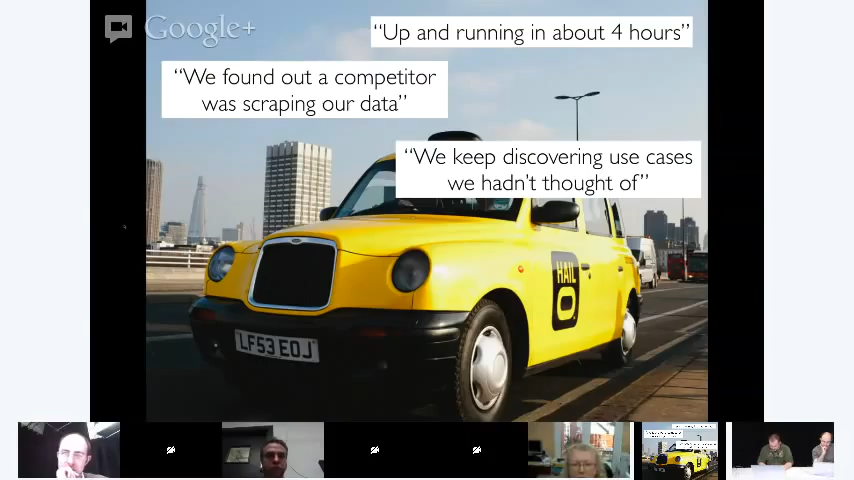 Google+
“Up and running in about 4 hours”
“We found out a competitor
was scraping our data”
“We keep discovering use cases
we hadn’t thought of”
HAIL
O
LF53 EOJ